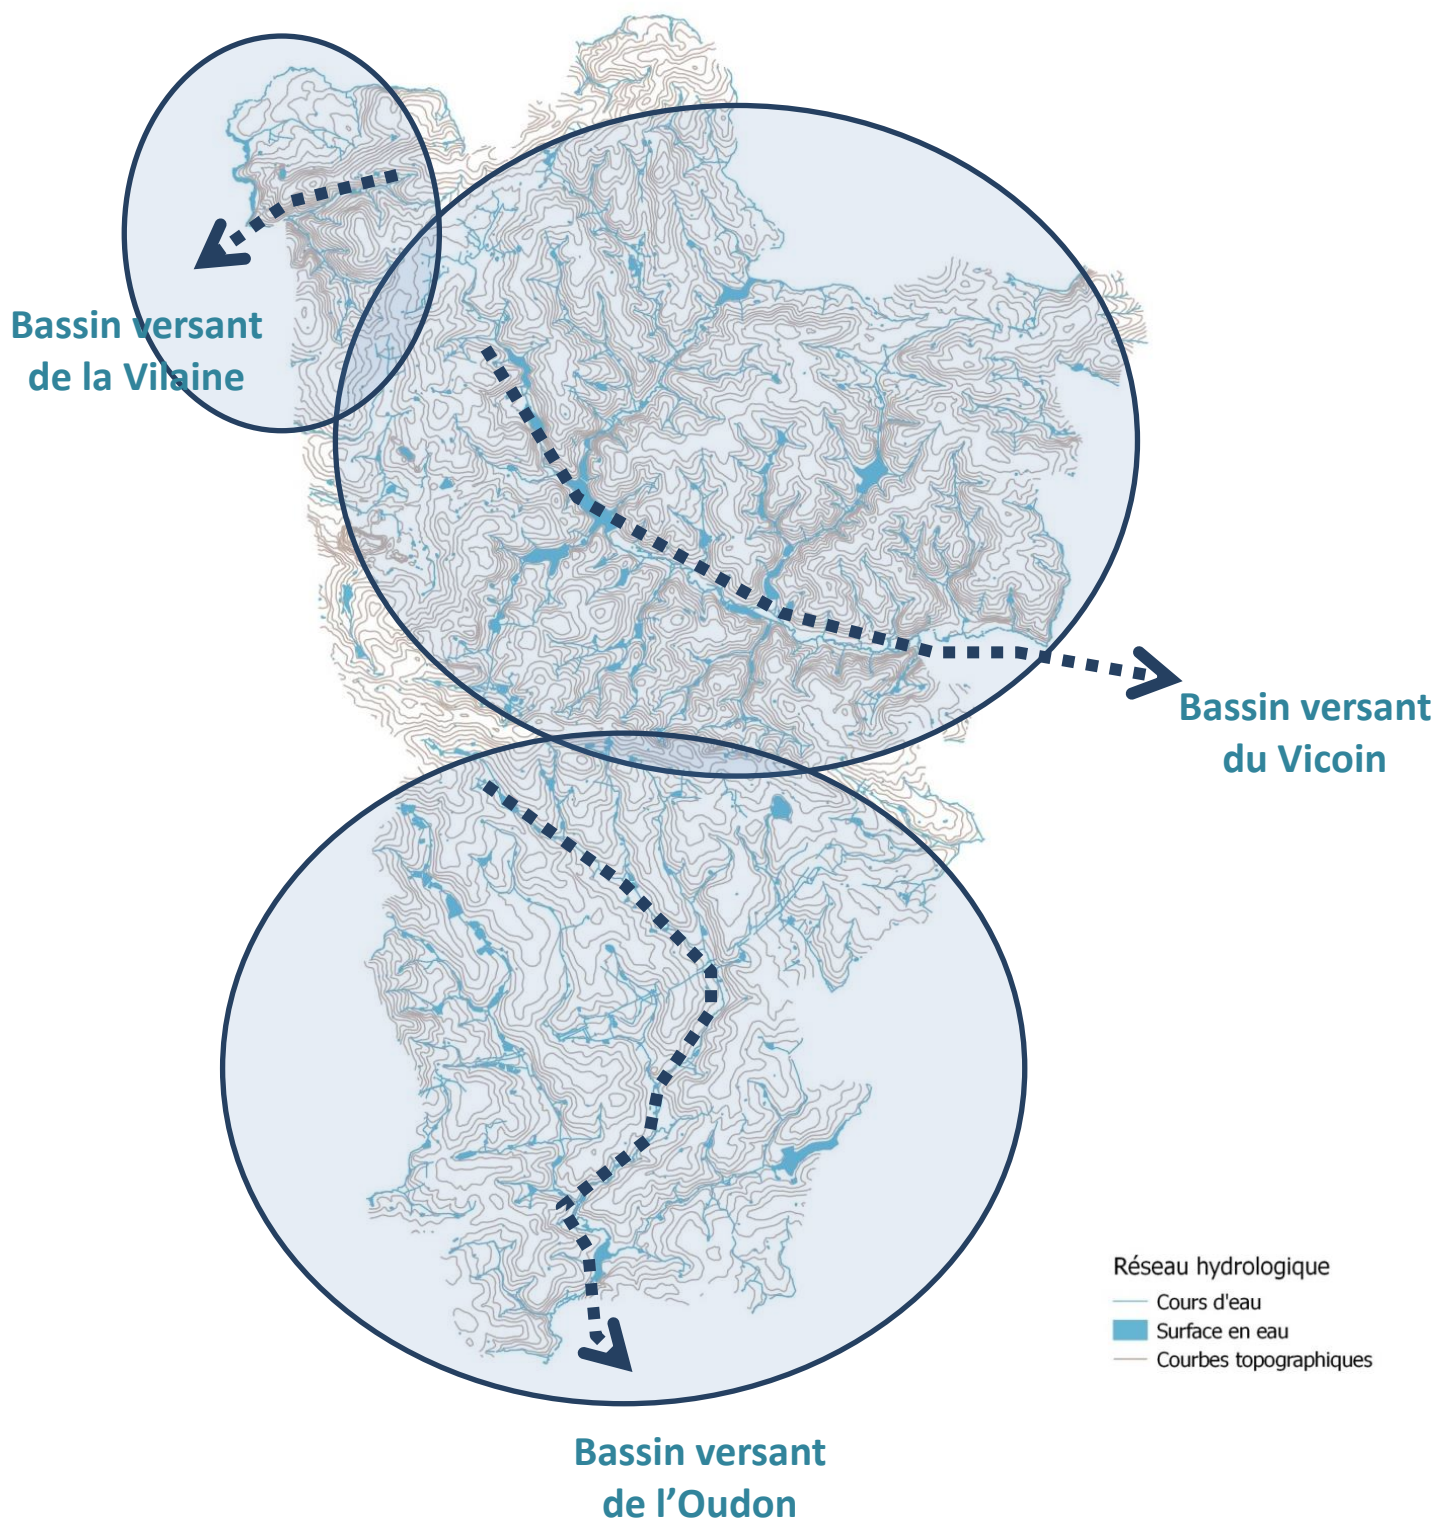 Bassin versant
de la Vilaine
Bassin versant
du Vicoin
Réseau hydrologique
Cours d'eau
Surface en eau
Courbes topographiques
Bassin versant
de l’Oudon